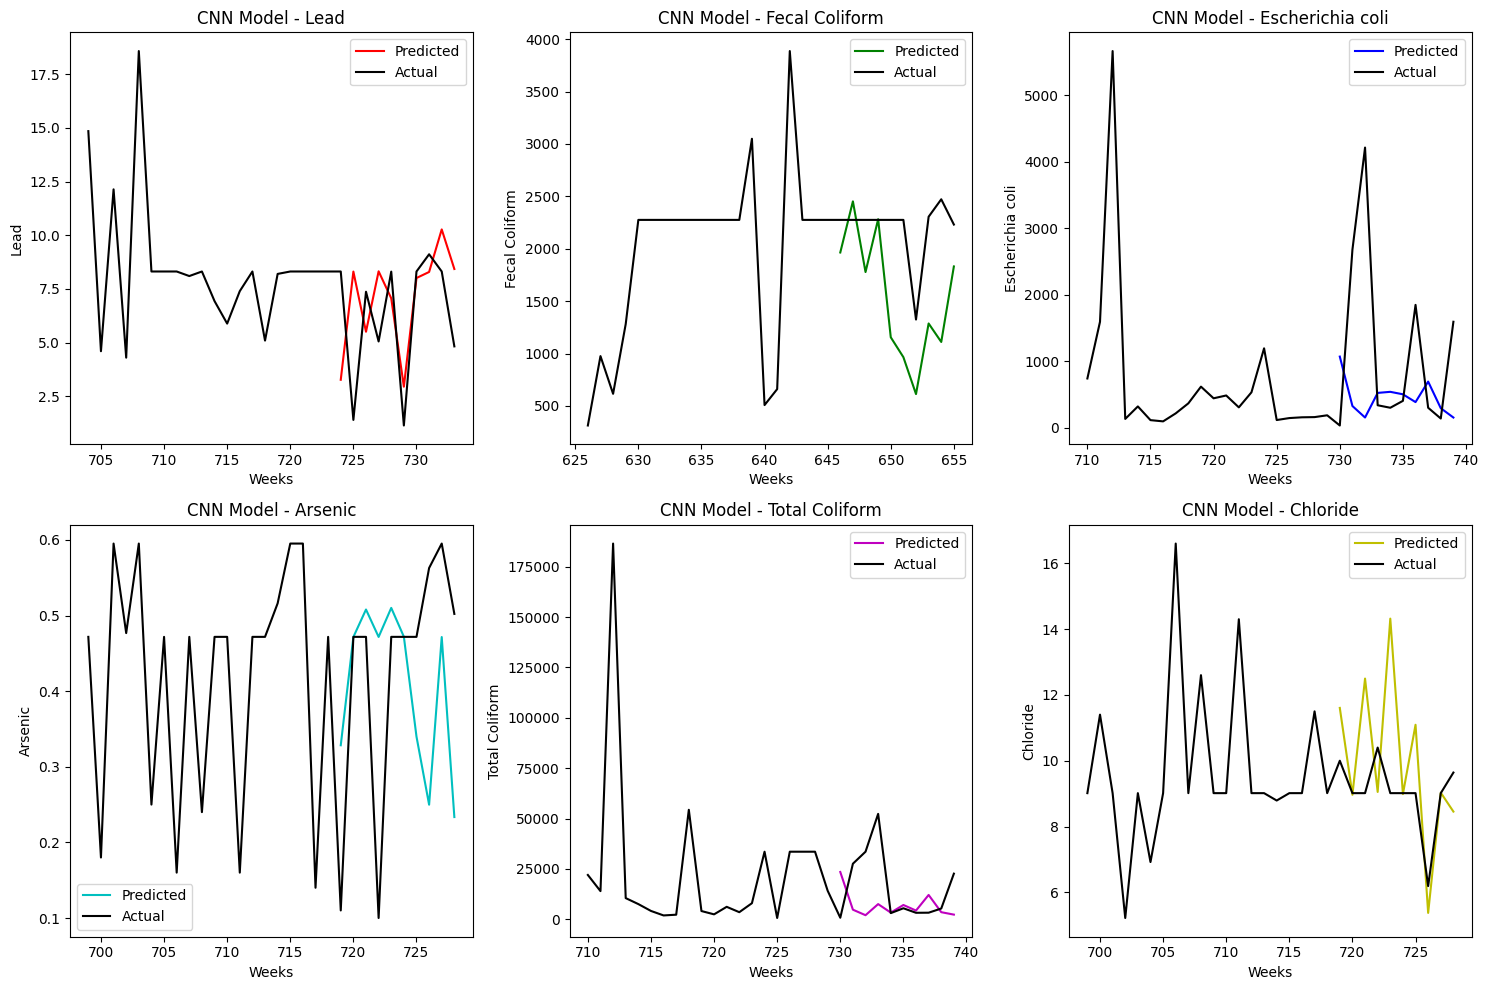 CNN Model - Lead
Predicted
Actual
17.5
15.0
12.5
10.0
7.5
5.0
2.5
Lead
705 710 715 720 725 730
Weeks
CNN Model - Fecal Coliform
Predicted
Actual
4000
3500
3000
2500
2000
1500
1000
500
Fecal Coliform
625 630 635 640 645 650 655
Weeks
CNN Model - Escherichia coli
Predicted
Actual
5000
4000
3000
2000
1000
0
Escherichia coli
710 715 720 725 730 735 740
Weeks
CNN Model - Arsenic
0.6
0.5
0.4
0.3
0.2
0.1
Arsenic
Predicted
Actual
700 705 710 715 720 725
Weeks
CNN Model - Total Coliform
Predicted
Actual
175000
150000
125000
100000
75000
50000
25000
0
Total Coliform
710 715 720 725 730 735 740
Weeks
CNN Model - Chloride
Predicted
Actual
16
14
12
10
8
6
Chloride
700 705 710 715 720 725
Weeks